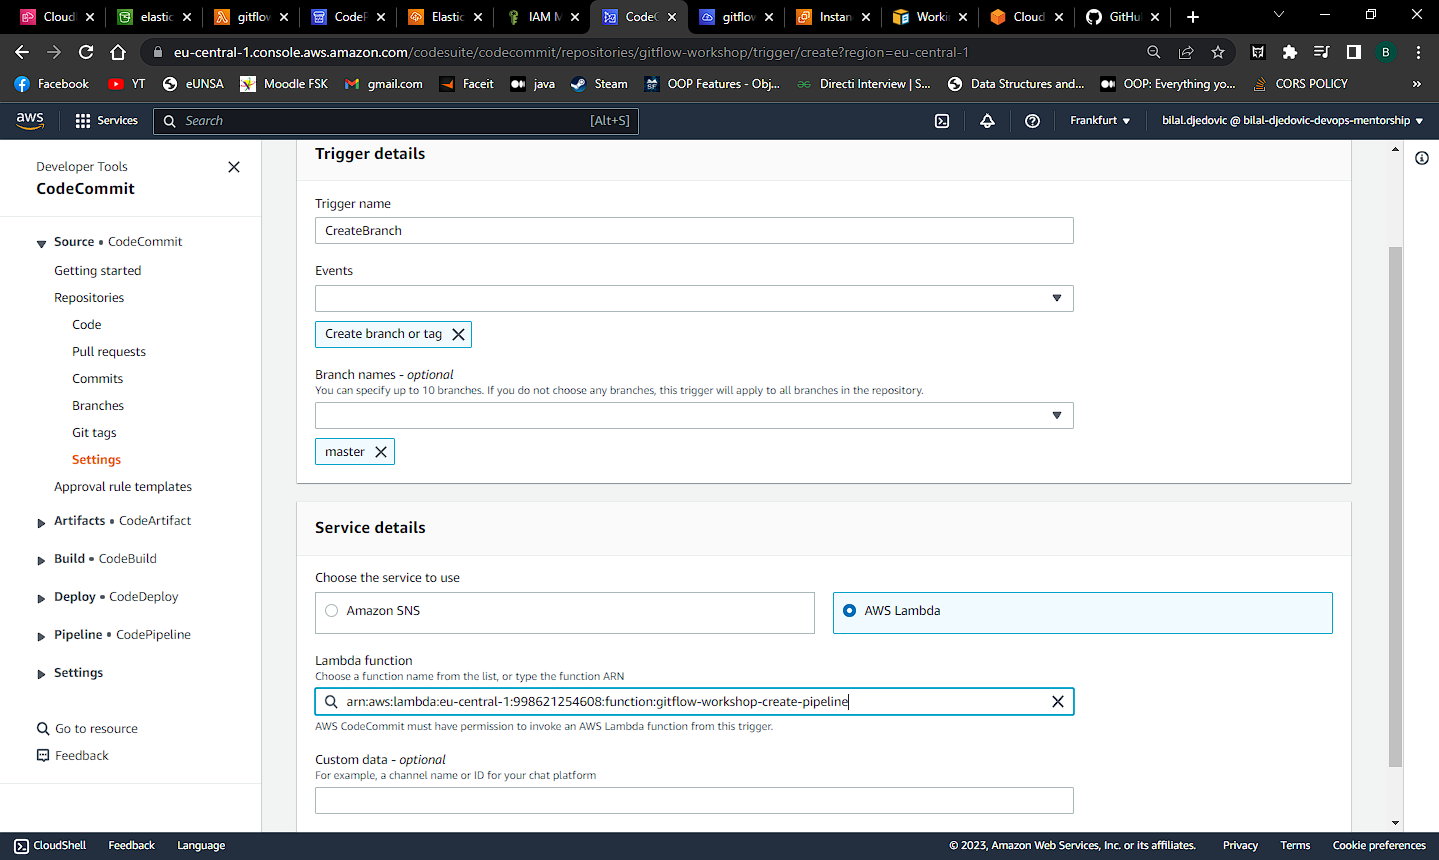 CloudF
elastic
gitflov
CodeP
Elastic
IAM M
CodeC
gitflov
Instan
Workin
Cloud
GitHu
eu-central-1.console.aws.amazon.com/codesuite/codecommit/repositories/gitflow-workshop/trigger/create?region=eu-central-1
B
Facebook
YT
eUNSA
Moodle FSK
gmail.com
Faceit
java
Steam
OOP Features - Obj...
Directi Interview | S...
Data Structures and...
OOP: Everything yo...
CORS POLICY
»
aws
Services
Search
[Alt+S]
Frankfurt
bilal.djedovic @ bilal-djedovic-devops-mentorship
Developer Tools
CodeCommit
Source • CodeCommit
Getting started
Repositories
Code
Pull requests
Commits
Branches
Git tags
Settings
Approval rule templates
Artifacts • CodeArtifact
Build • CodeBuild
Deploy • CodeDeploy
Pipeline • CodePipeline
Settings
Go to resource
Feedback
Trigger details
Trigger name
CreateBranch
Events
Create branch or tag
Branch names - optional
You can specify up to 10 branches. If you do not choose any branches, this trigger will apply to all branches in the repository.
master
Service details
Choose the service to use
Amazon SNS
AWS Lambda
Lambda function
Choose a function name from the list, or type the function ARN
arn:aws:lambda:eu-central-1:998621254608:function:gitflow-workshop-create-pipeline
AWS CodeCommit must have permission to invoke an AWS Lambda function from this trigger.
Custom data - optional
For example, a channel name or ID for your chat platform
CloudShell
Feedback
Language
© 2023, Amazon Web Services, Inc. or its affiliates.
Privacy
Terms
Cookie preferences